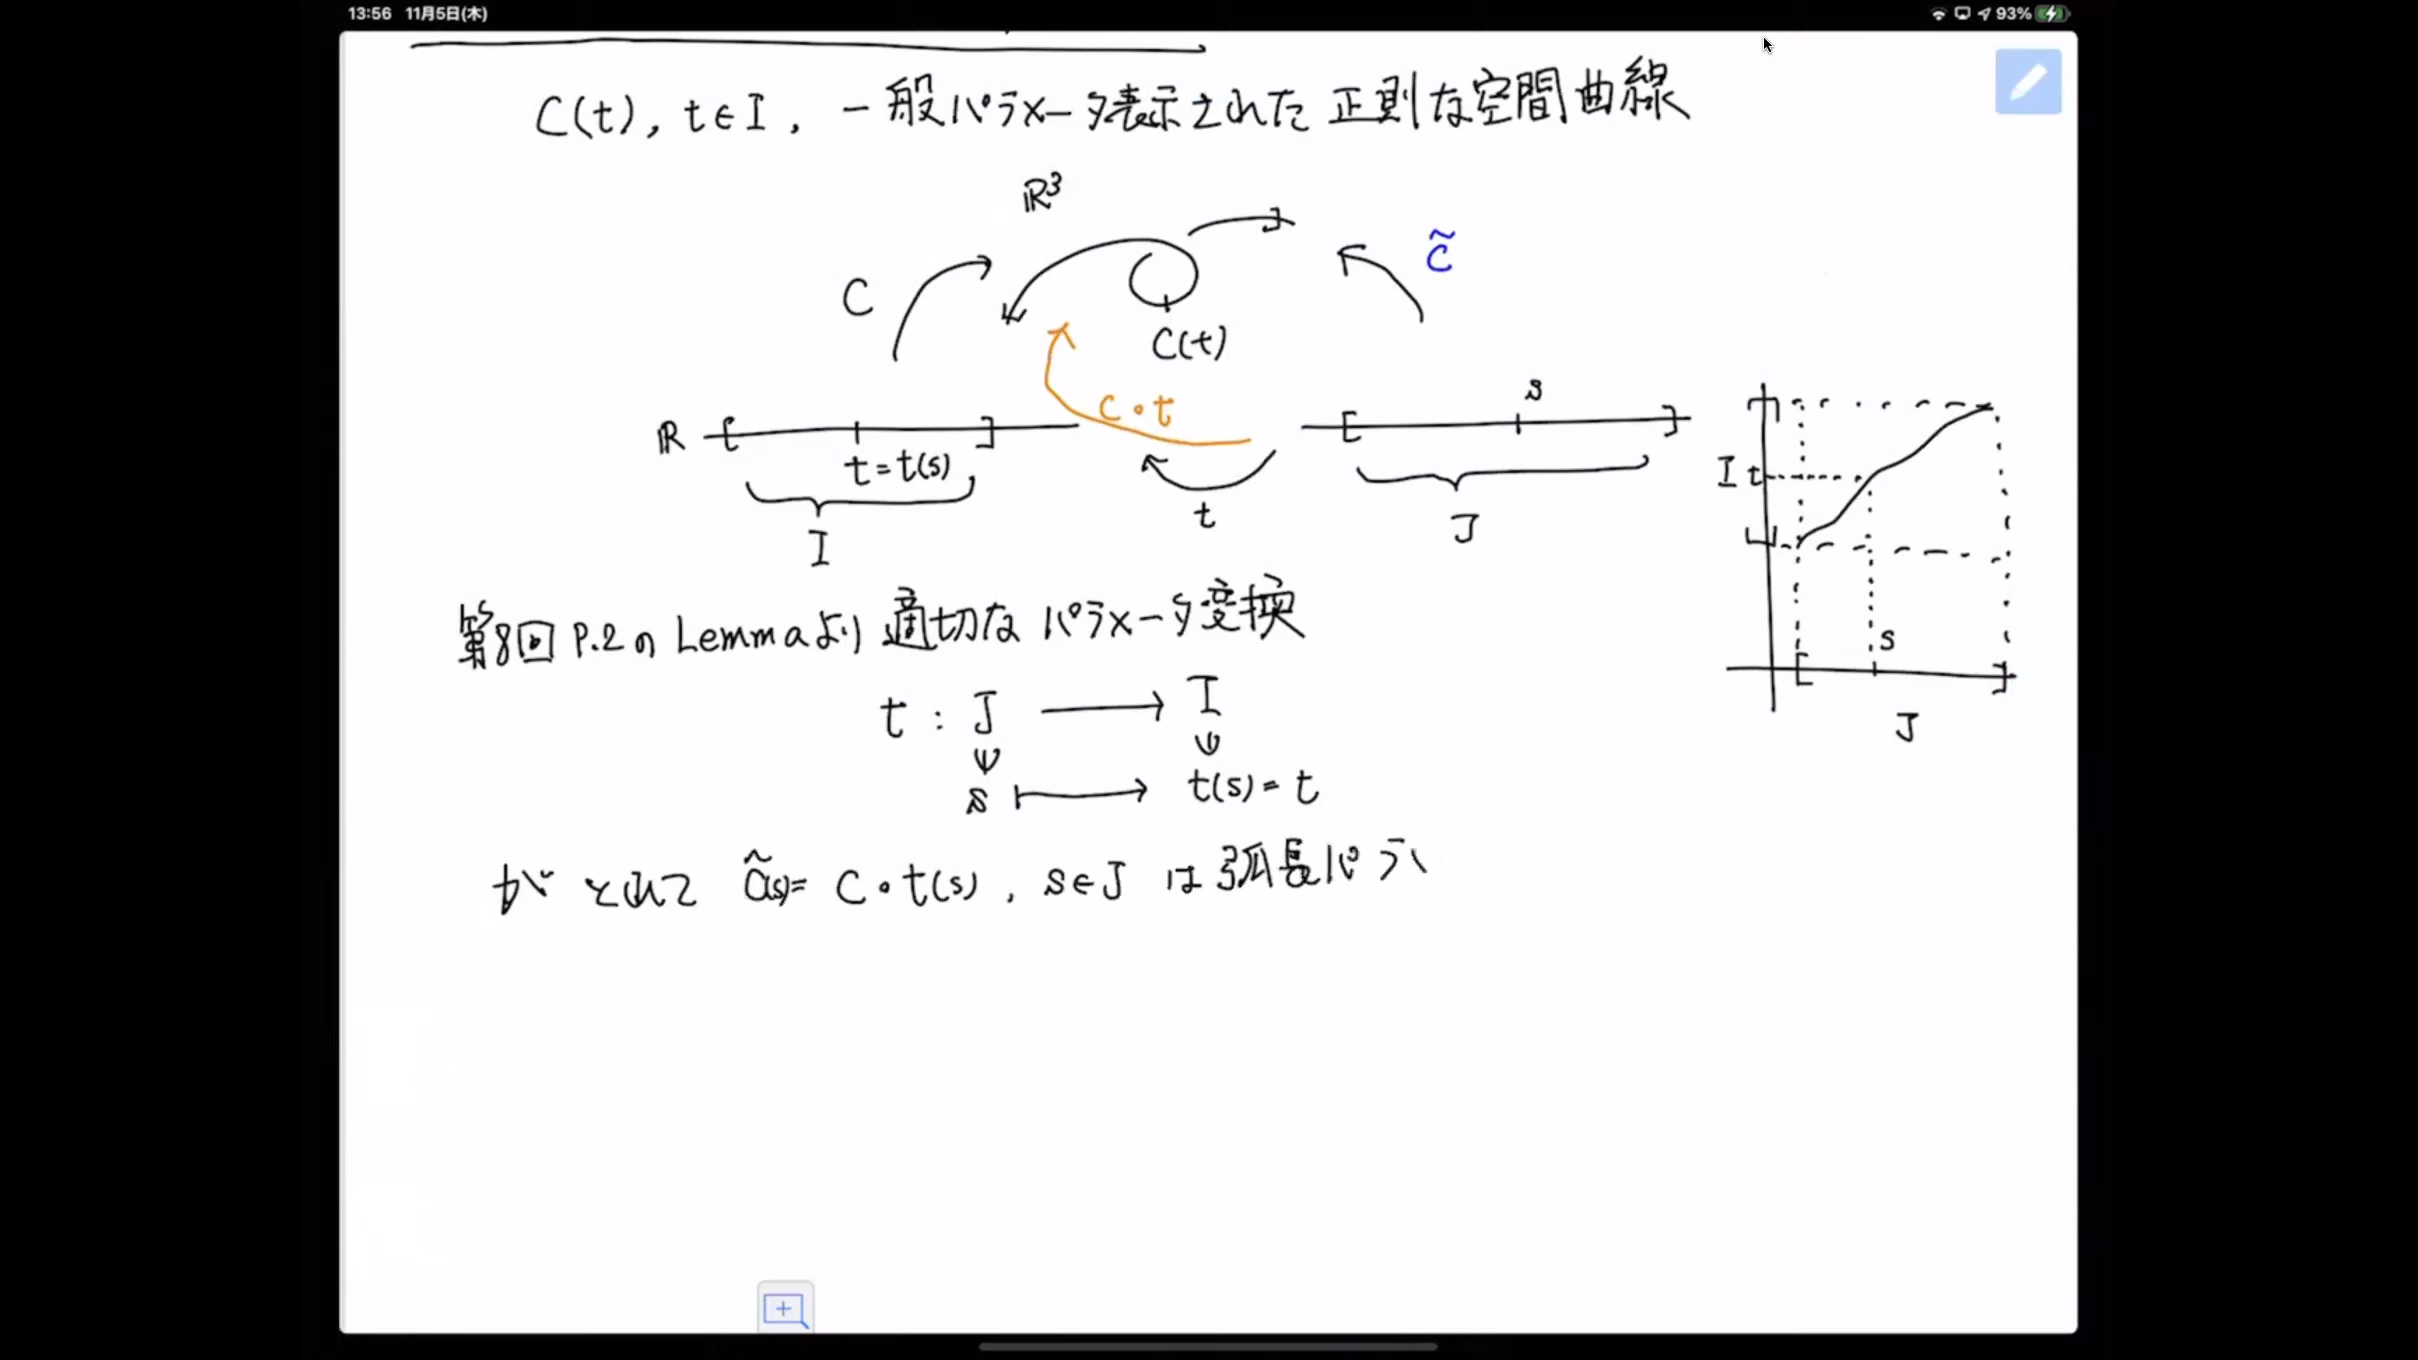 13:56 11月5日(木) 93%
C(t), t∈I, 一般パラメータ表示された正則な空間曲線
ℝ³
C
C̃
C(t)
C∘t
s
ℝ
t=t(s)
I t
t
I
J
第8回 P.2の Lemmaより 適切な パラメータ変換
s
t : J ⟶ I
J
ψ ψ
s ⟼ t(s)=t
が とれて C̃(s)= C∘t(s), s∈J は弧長パラ